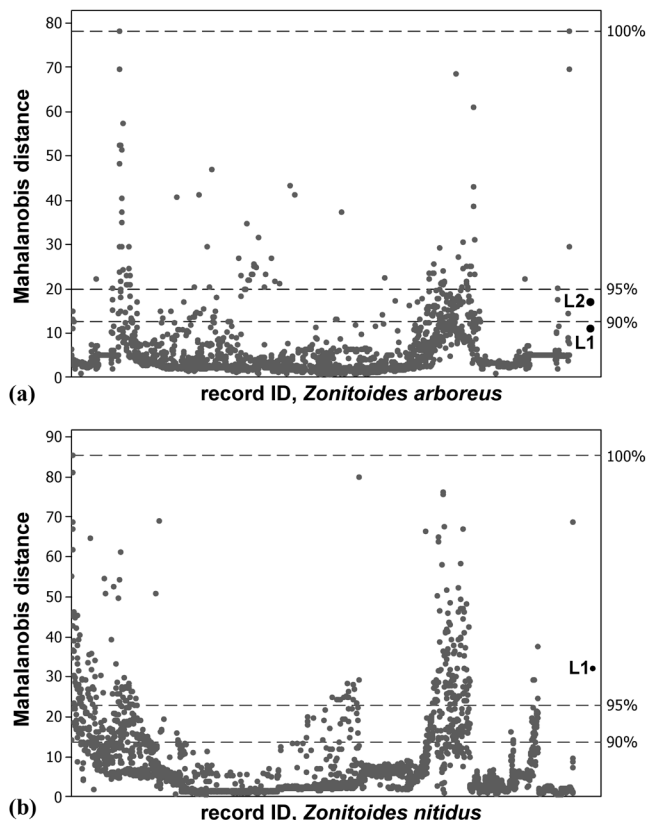 80
100%
70
60
50
40
30
20
95%
L2
90%
10
L1
0
Mahalanobis distance
(a)
record ID, Zonitoides arboreus
90
100%
80
70
60
50
40
30
L1
20
95%
10
90%
0
Mahalanobis distance
(b)
record ID, Zonitoides nitidus